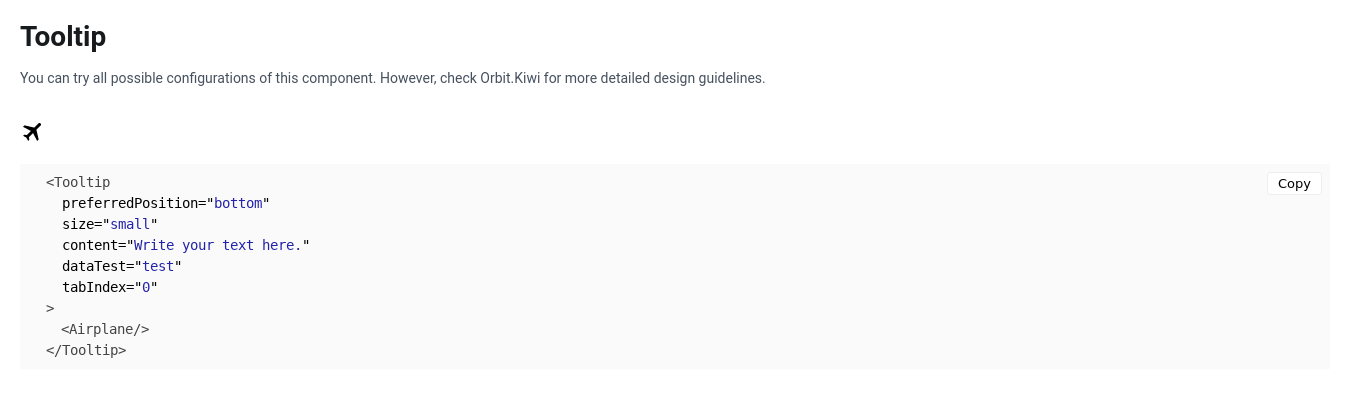 Tooltip
You can try all possible configurations of this component. However, check Orbit.Kiwi for more detailed design guidelines.
<Tooltip
Copy
preferredPosition="bottom"
size="small"
content="Write your text here."
dataTest="test"
tabIndex="0"
>
<Airplane/>
</Tooltip>